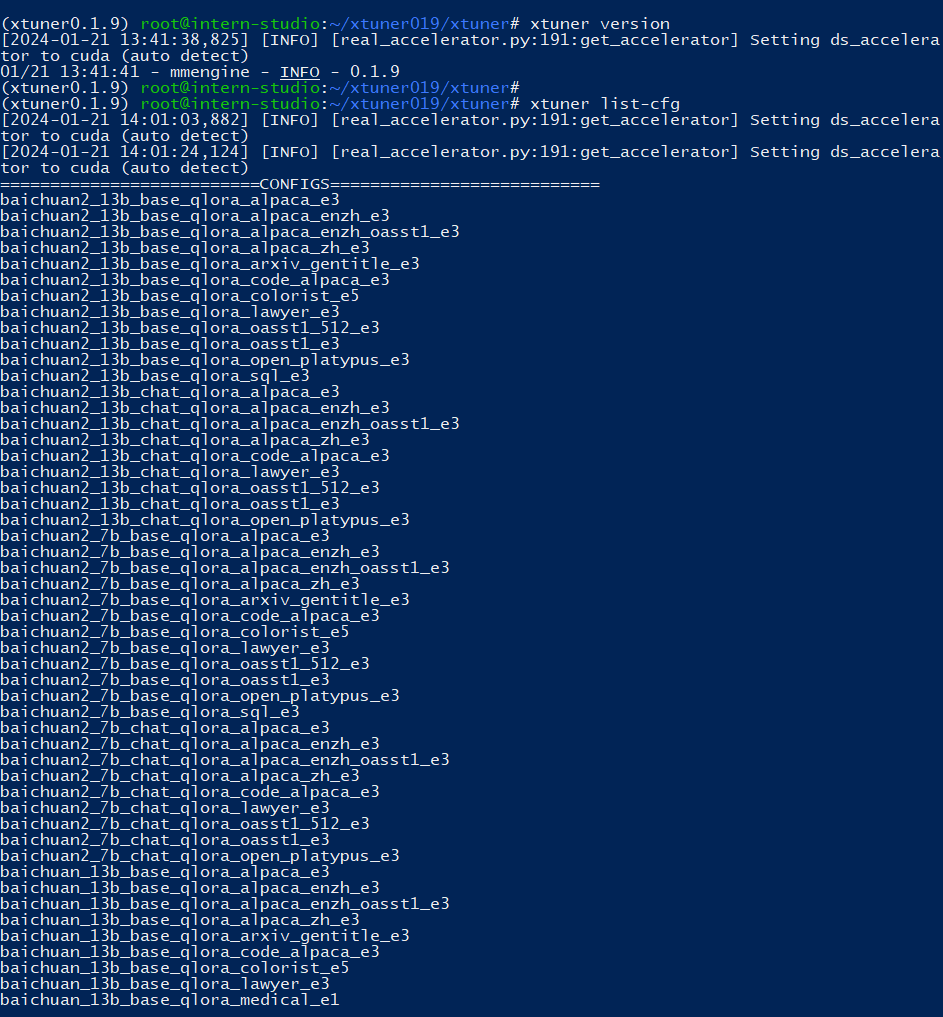 (xtuner0.1.9) root@intern-studio:~/xtuner019/xtuner# xtuner version
[2024-01-21 13:41:38,825] [INFO] [real_accelerator.py:191:get_accelerator] Setting ds_accelera
tor to cuda (auto detect)
01/21 13:41:41 - mmengine - INFO - 0.1.9
(xtuner0.1.9) root@intern-studio:~/xtuner019/xtuner#
(xtuner0.1.9) root@intern-studio:~/xtuner019/xtuner# xtuner list-cfg
[2024-01-21 14:01:03,882] [INFO] [real_accelerator.py:191:get_accelerator] Setting ds_accelera
tor to cuda (auto detect)
[2024-01-21 14:01:24,124] [INFO] [real_accelerator.py:191:get_accelerator] Setting ds_accelera
tor to cuda (auto detect)
==========================CONFIGS===========================
baichuan2_13b_base_qlora_alpaca_e3
baichuan2_13b_base_qlora_alpaca_enzh_e3
baichuan2_13b_base_qlora_alpaca_enzh_oasst1_e3
baichuan2_13b_base_qlora_alpaca_zh_e3
baichuan2_13b_base_qlora_arxiv_gentitle_e3
baichuan2_13b_base_qlora_code_alpaca_e3
baichuan2_13b_base_qlora_colorist_e5
baichuan2_13b_base_qlora_lawyer_e3
baichuan2_13b_base_qlora_oasst1_512_e3
baichuan2_13b_base_qlora_oasst1_e3
baichuan2_13b_base_qlora_open_platypus_e3
baichuan2_13b_base_qlora_sql_e3
baichuan2_13b_chat_qlora_alpaca_e3
baichuan2_13b_chat_qlora_alpaca_enzh_e3
baichuan2_13b_chat_qlora_alpaca_enzh_oasst1_e3
baichuan2_13b_chat_qlora_alpaca_zh_e3
baichuan2_13b_chat_qlora_code_alpaca_e3
baichuan2_13b_chat_qlora_lawyer_e3
baichuan2_13b_chat_qlora_oasst1_512_e3
baichuan2_13b_chat_qlora_oasst1_e3
baichuan2_13b_chat_qlora_open_platypus_e3
baichuan2_7b_base_qlora_alpaca_e3
baichuan2_7b_base_qlora_alpaca_enzh_e3
baichuan2_7b_base_qlora_alpaca_enzh_oasst1_e3
baichuan2_7b_base_qlora_alpaca_zh_e3
baichuan2_7b_base_qlora_arxiv_gentitle_e3
baichuan2_7b_base_qlora_code_alpaca_e3
baichuan2_7b_base_qlora_colorist_e5
baichuan2_7b_base_qlora_lawyer_e3
baichuan2_7b_base_qlora_oasst1_512_e3
baichuan2_7b_base_qlora_oasst1_e3
baichuan2_7b_base_qlora_open_platypus_e3
baichuan2_7b_base_qlora_sql_e3
baichuan2_7b_chat_qlora_alpaca_e3
baichuan2_7b_chat_qlora_alpaca_enzh_e3
baichuan2_7b_chat_qlora_alpaca_enzh_oasst1_e3
baichuan2_7b_chat_qlora_alpaca_zh_e3
baichuan2_7b_chat_qlora_code_alpaca_e3
baichuan2_7b_chat_qlora_lawyer_e3
baichuan2_7b_chat_qlora_oasst1_512_e3
baichuan2_7b_chat_qlora_oasst1_e3
baichuan2_7b_chat_qlora_open_platypus_e3
baichuan_13b_base_qlora_alpaca_e3
baichuan_13b_base_qlora_alpaca_enzh_e3
baichuan_13b_base_qlora_alpaca_enzh_oasst1_e3
baichuan_13b_base_qlora_alpaca_zh_e3
baichuan_13b_base_qlora_arxiv_gentitle_e3
baichuan_13b_base_qlora_code_alpaca_e3
baichuan_13b_base_qlora_colorist_e5
baichuan_13b_base_qlora_lawyer_e3
baichuan_13b_base_qlora_medical_e1